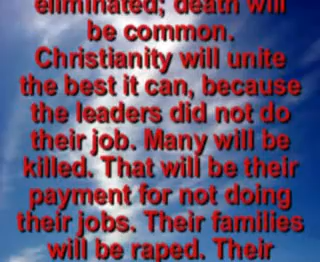 eliminated; death will
be common.
Christianity will unite
the best it can, because
the leaders did not do
their job. Many will be
killed. That will be their
payment for not doing
their jobs. Their families
will be raped. Their